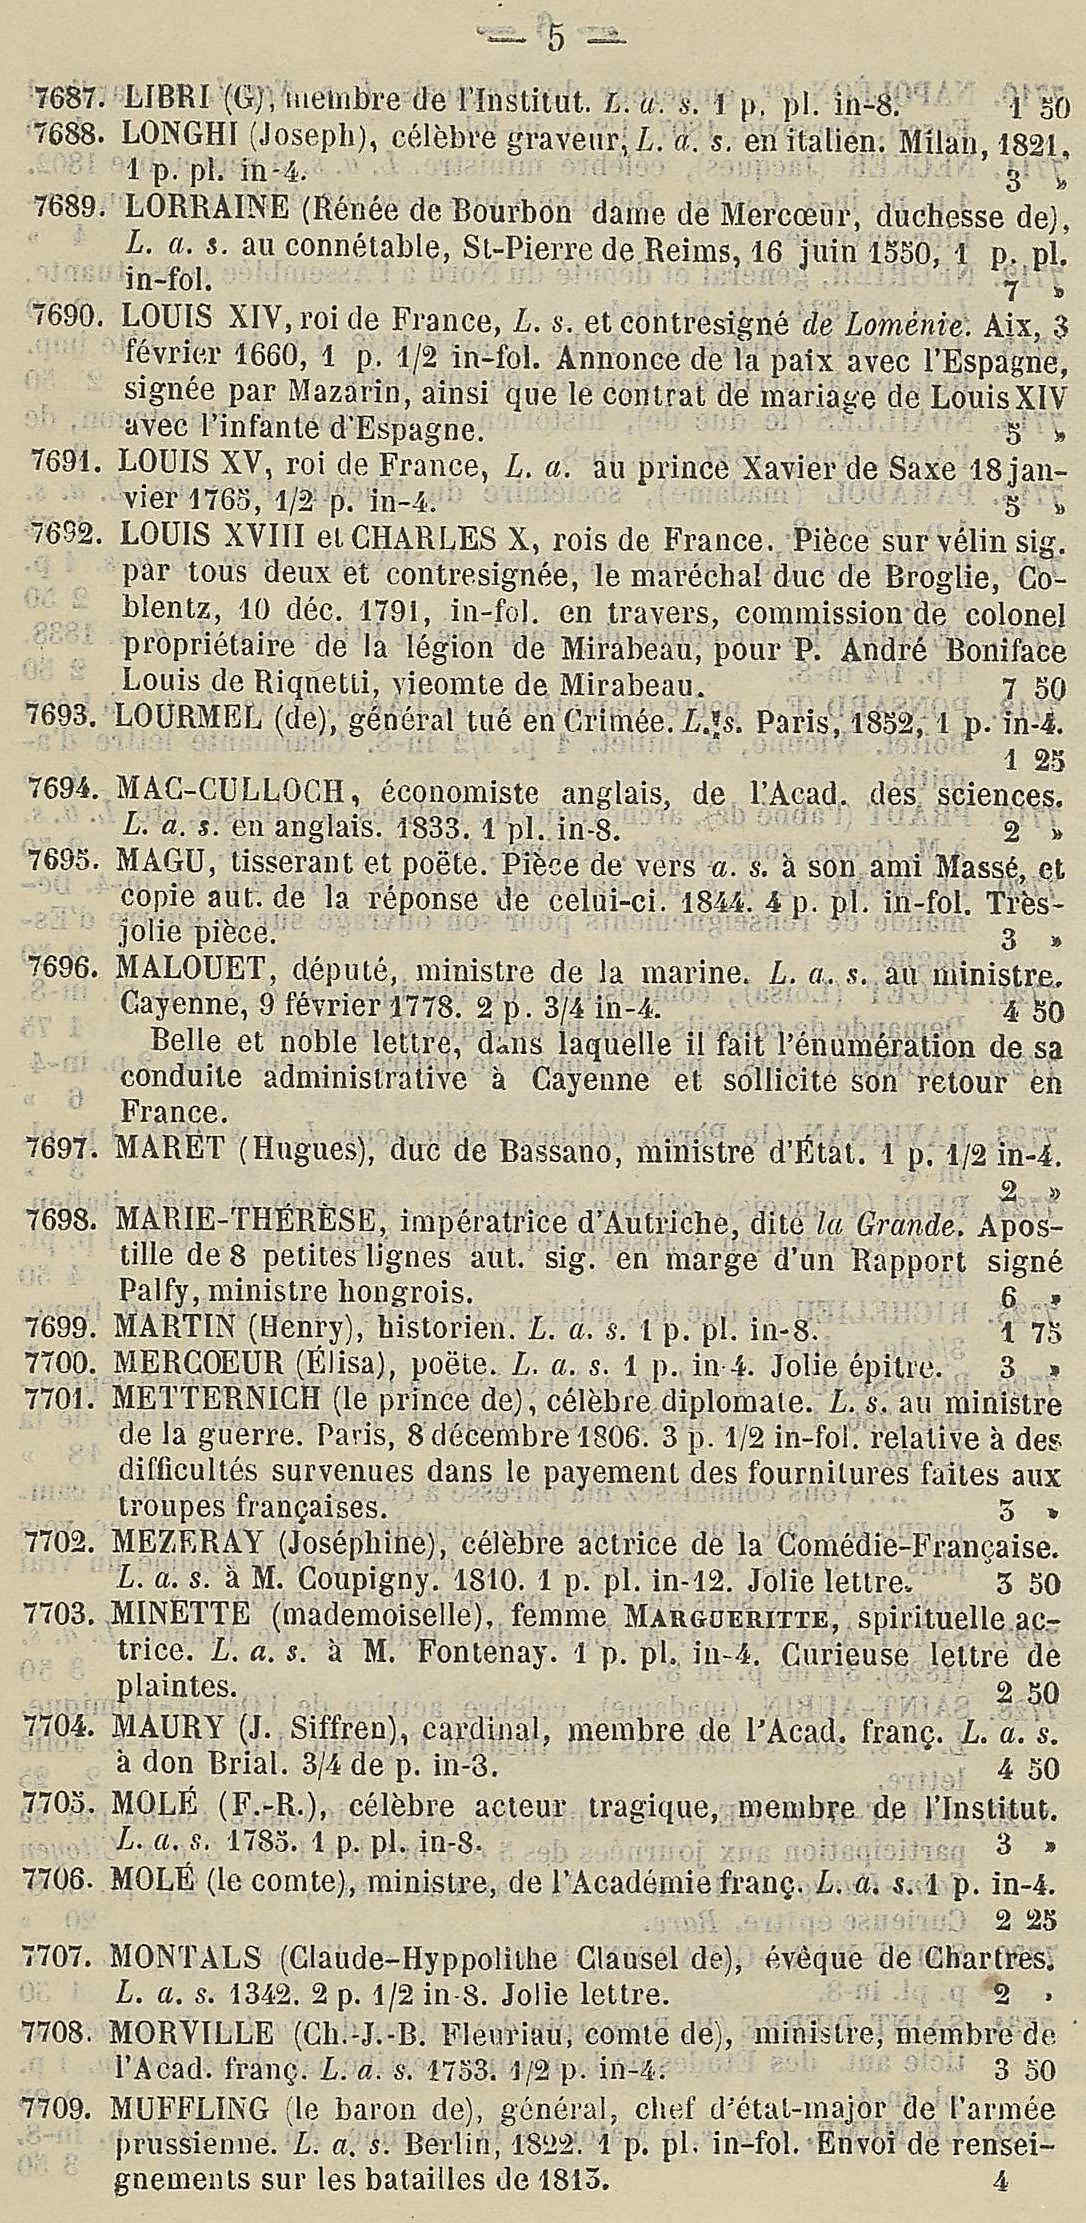 — 5 —
7687. LIBRI (G), membre de l'Institut. L. a. s. 1 p. pl. in-8. 1 50
7688. LONGHI (Joseph), célèbre graveur, L. a. s. en italien. Milan, 1821,
1 p. pl. in-4. 3 »
7689. LORRAINE (Rénée de Bourbon dame de Mercœur, duchesse de),
L. a. s. au connétable, St-Pierre de Reims, 16 juin 1550, 1 p. pl.
in-fol. 7 »
7690. LOUIS XIV, roi de France, L. s. et contresigné de Loménie. Aix, 3
février 1660, 1 p. 1/2 in-fol. Annonce de la paix avec l'Espagne,
signée par Mazarin, ainsi que le contrat de mariage de Louis XIV
avec l'infante d'Espagne. 5 »
7691. LOUIS XV, roi de France, L. a. au prince Xavier de Saxe 18 jan-
vier 1765, 1/2 p. in-4. 5 »
7692. LOUIS XVIII et CHARLES X, rois de France. Pièce sur vélin sig.
par tous deux et contresignée, le maréchal duc de Broglie, Co-
blentz, 10 déc. 1791, in-fol. en travers, commission de colonel
propriétaire de la légion de Mirabeau, pour P. André Boniface
Louis de Riqnetti, vieomte de Mirabeau. 7 50
7693. LOURMEL (de), général tué en Crimée. L. s. Paris, 1852, 1 p. in-4.
1 25
7694. MAC-CULLOCH, économiste anglais, de l'Acad. des sciences.
L. a. s. en anglais. 1833. 1 pl. in-8. 2 »
7695. MAGU, tisserant et poëte. Pièce de vers a. s. à son ami Massé, et
copie aut. de la réponse de celui-ci. 1844. 4 p. pl. in-fol. Très-
jolie pièce. 3 »
7696. MALOUET, député, ministre de la marine. L. a. s. au ministre.
Cayenne, 9 février 1778. 2 p. 3/4 in-4. 4 50
Belle et noble lettre, dans laquelle il fait l'énumération de sa
conduite administrative à Cayenne et sollicite son retour en
France.
7697. MARET (Hugues), duc de Bassano, ministre d'État. 1 p. 1/2 in-4.
2 »
7698. MARIE-THÉRÈSE, impératrice d'Autriche, dite la Grande. Apos-
tille de 8 petites lignes aut. sig. en marge d'un Rapport signé
Palfy, ministre hongrois. 6 »
7699. MARTIN (Henry), historien. L. a. s. 1 p. pl. in-8. 1 75
7700. MERCŒUR (Élisa), poëte. L. a. s. 1 p. in-4. Jolie épitre. 3 »
7701. METTERNICH (le prince de), célèbre diplomate. L. s. au ministre
de la guerre. Paris, 8 décembre 1806. 3 p. 1/2 in-fol. relative à des
difficultés survenues dans le payement des fournitures faites aux
troupes françaises. 3 »
7702. MEZERAY (Joséphine), célèbre actrice de la Comédie-Française.
L. a. s. à M. Coupigny. 1810. 1 p. pl. in-12. Jolie lettre. 3 50
7703. MINETTE (mademoiselle), femme MARGUERITTE, spirituelle ac-
trice. L. a. s. à M. Fontenay. 1 p. pl. in-4. Curieuse lettre de
plaintes. 2 50
7704. MAURY (J. Siffren), cardinal, membre de l'Acad. franç. L. a. s.
à don Brial. 3/4 de p. in-3. 4 50
7705. MOLÉ (F.-R.), célèbre acteur tragique, membre de l'Institut.
L. a. s. 1785. 1 p. pl. in-8. 3 »
7706. MOLÉ (le comte), ministre, de l'Académie franç. L. a. s. 1 p. in-4.
2 25
7707. MONTALS (Claude-Hyppolithe Clausel de), évêque de Chartres.
L. a. s. 1342. 2 p. 1/2 in-8. Jolie lettre. 2 »
7708. MORVILLE (Ch.-J.-B. Fleuriau, comte de), ministre, membre de
l'Acad. franç. L. a. s. 1753. 1/2 p. in-4. 3 50
7709. MUFFLING (le baron de), général, chef d'état-major de l'armée
prussienne. L. a. s. Berlin, 1822. 1 p. pl. in-fol. Envoi de rensei-
gnements sur les batailles de 1813. 4